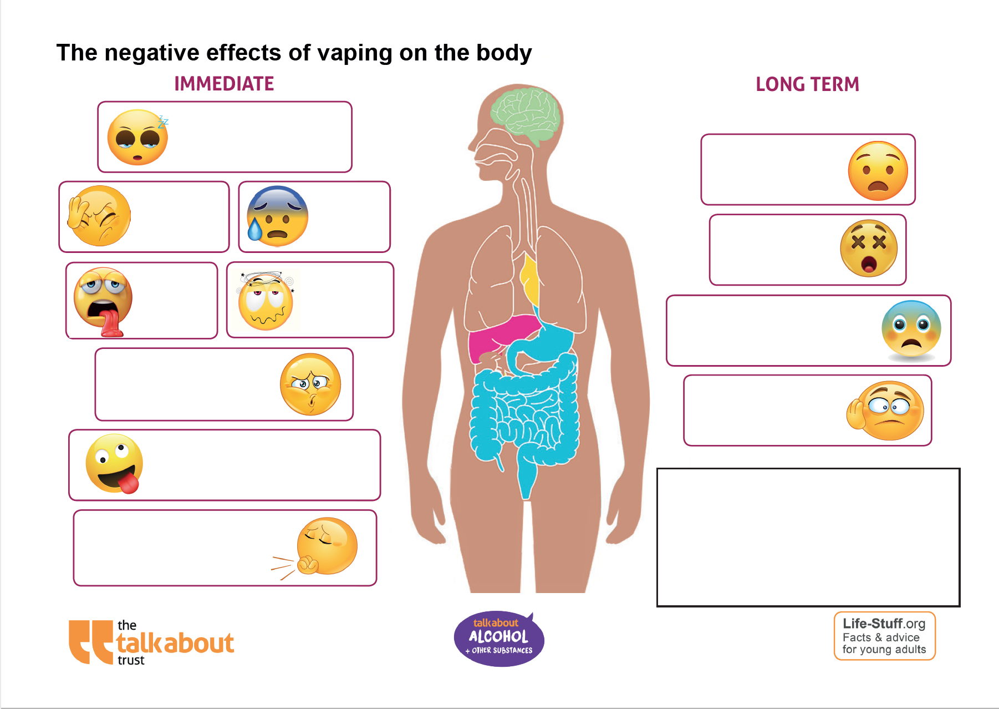 The negative effects of vaping on the body
IMMEDIATE
LONG TERM
z
z
z
the
talkabout
trust
talkabout
ALCOHOL
+ OTHER SUBSTANCES
Life-Stuff.org
Facts & advice
for young adults